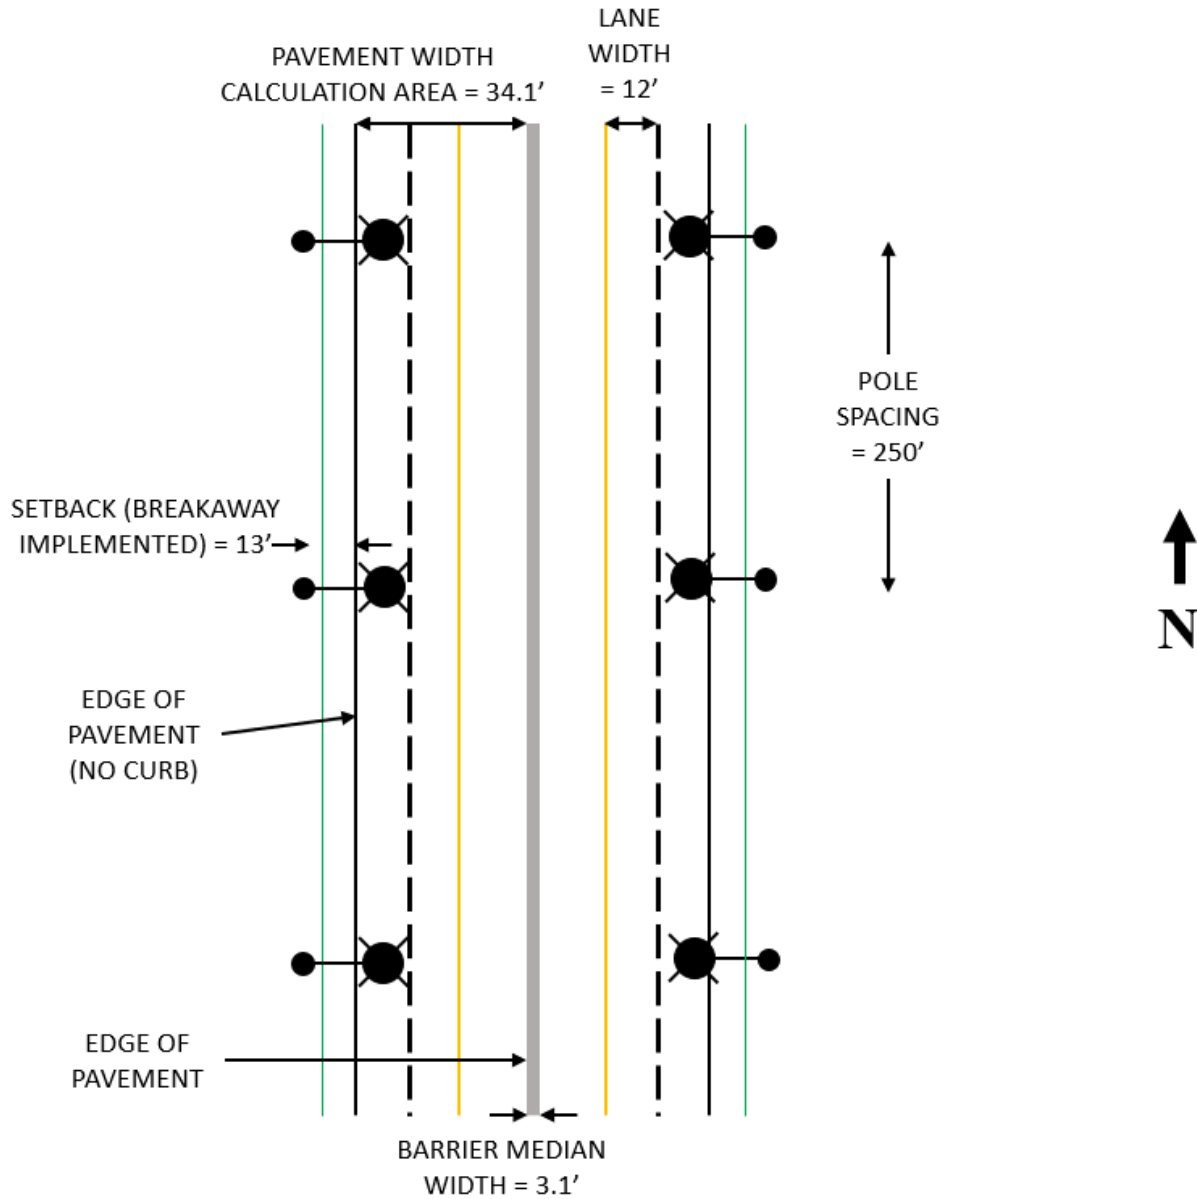 PAVEMENT WIDTH
CALCULATION AREA = 34.1’
LANE
WIDTH
= 12’
POLE
SPACING
= 250’
SETBACK (BREAKAWAY
IMPLEMENTED) = 13’
N
EDGE OF
PAVEMENT
(NO CURB)
EDGE OF
PAVEMENT
BARRIER MEDIAN
WIDTH = 3.1’